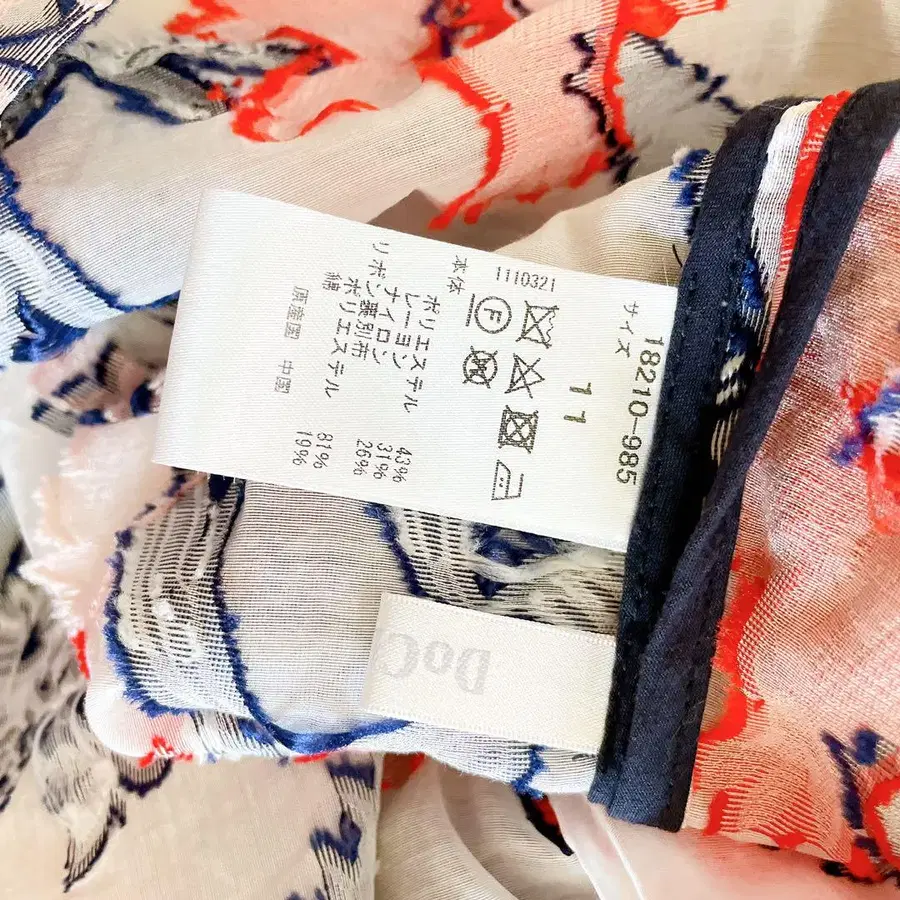 18210-985
サイズ
11
F
1110321
本体
ポリエステル 43%
レーヨン 31%
ナイロン 26%
リボン裏別布
ポリエステル 81%
綿 19%
原産国 中国
DoC